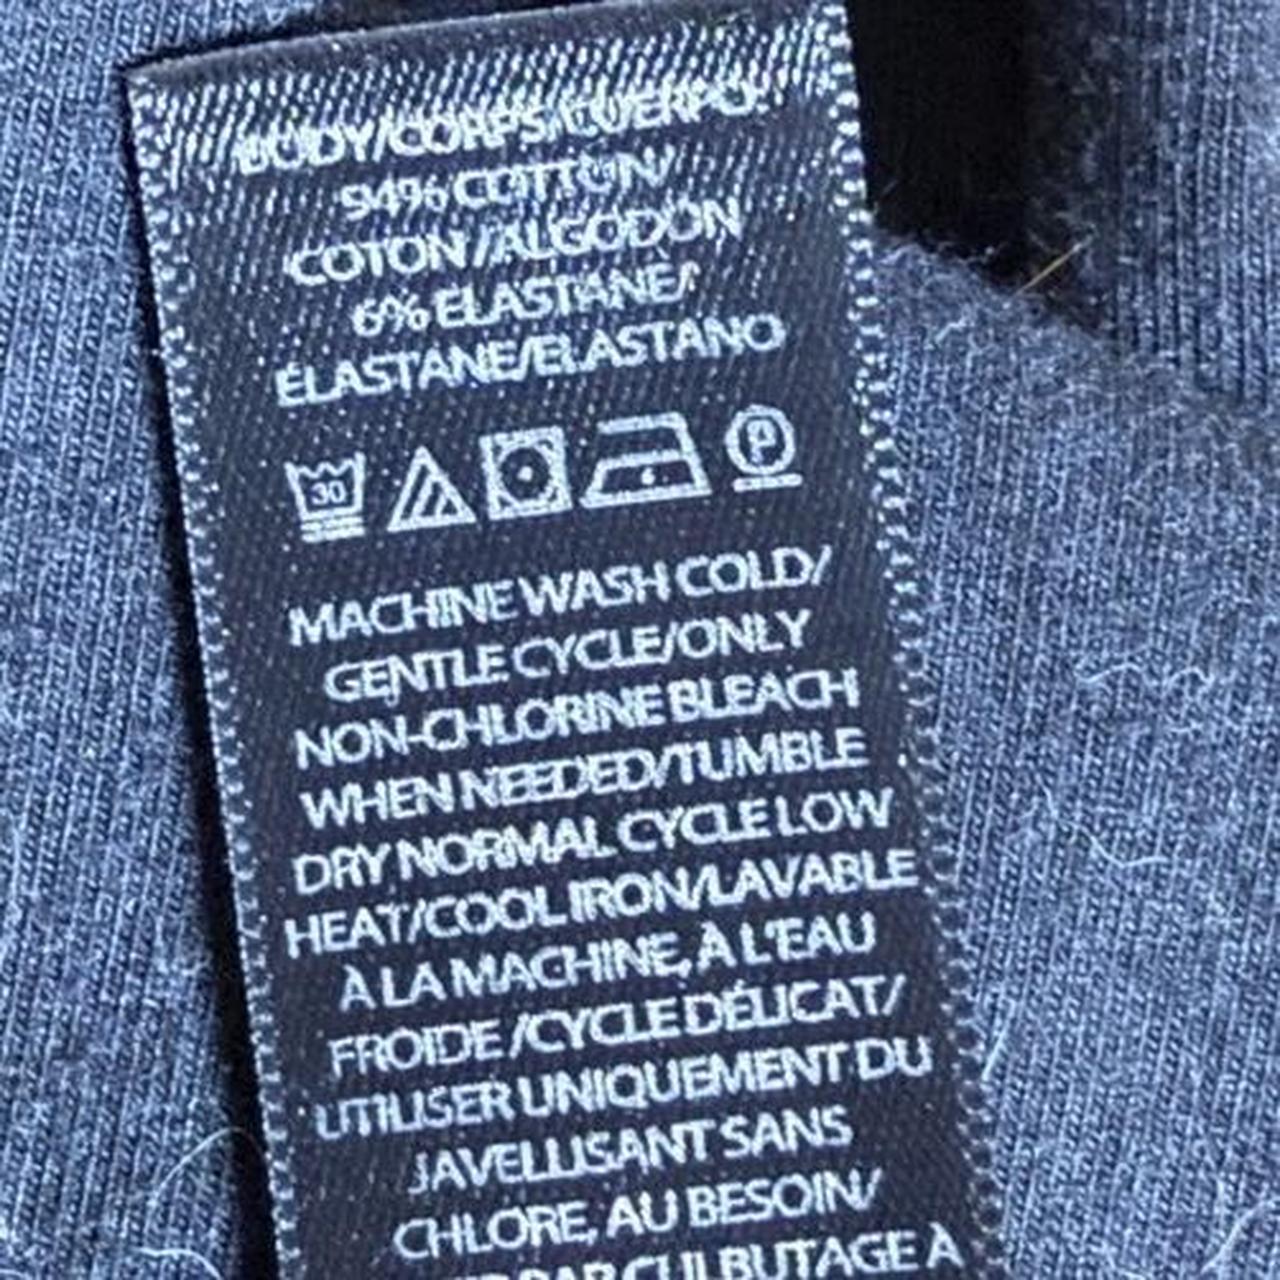 BODY/CORPS/CUERPO:
94% COTTON/
COTON/ALGODÓN
6% ELASTANE/
ÉLASTANE/ELASTANO
30 P
MACHINE WASH COLD/
GENTLE CYCLE/ONLY
NON-CHLORINE BLEACH
WHEN NEEDED/TUMBLE
DRY NORMAL CYCLE LOW
HEAT/COOL IRON/LAVABLE
À LA MACHINE, À L'EAU
FROIDE/CYCLE DÉLICAT/
UTILISER UNIQUEMENT DU
JAVELLISANT SANS
CHLORE, AU BESOIN/
PAR CULBUTAGE À